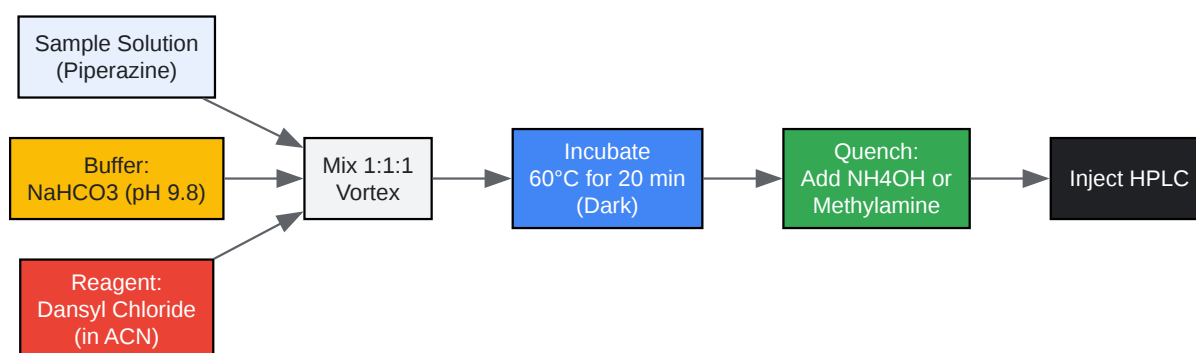 Sample Solution
(Piperazine)
Buffer:
NaHCO3 (pH 9.8)
Reagent:
Dansyl Chloride
(in ACN)
Mix 1:1:1
Vortex
Incubate
60°C for 20 min
(Dark)
Quench:
Add NH4OH or
Methylamine
Inject HPLC